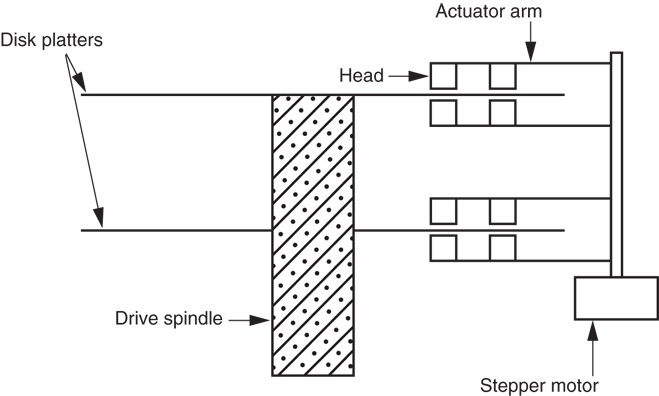 Actuator arm
Disk platters
Head
Drive spindle
Stepper motor